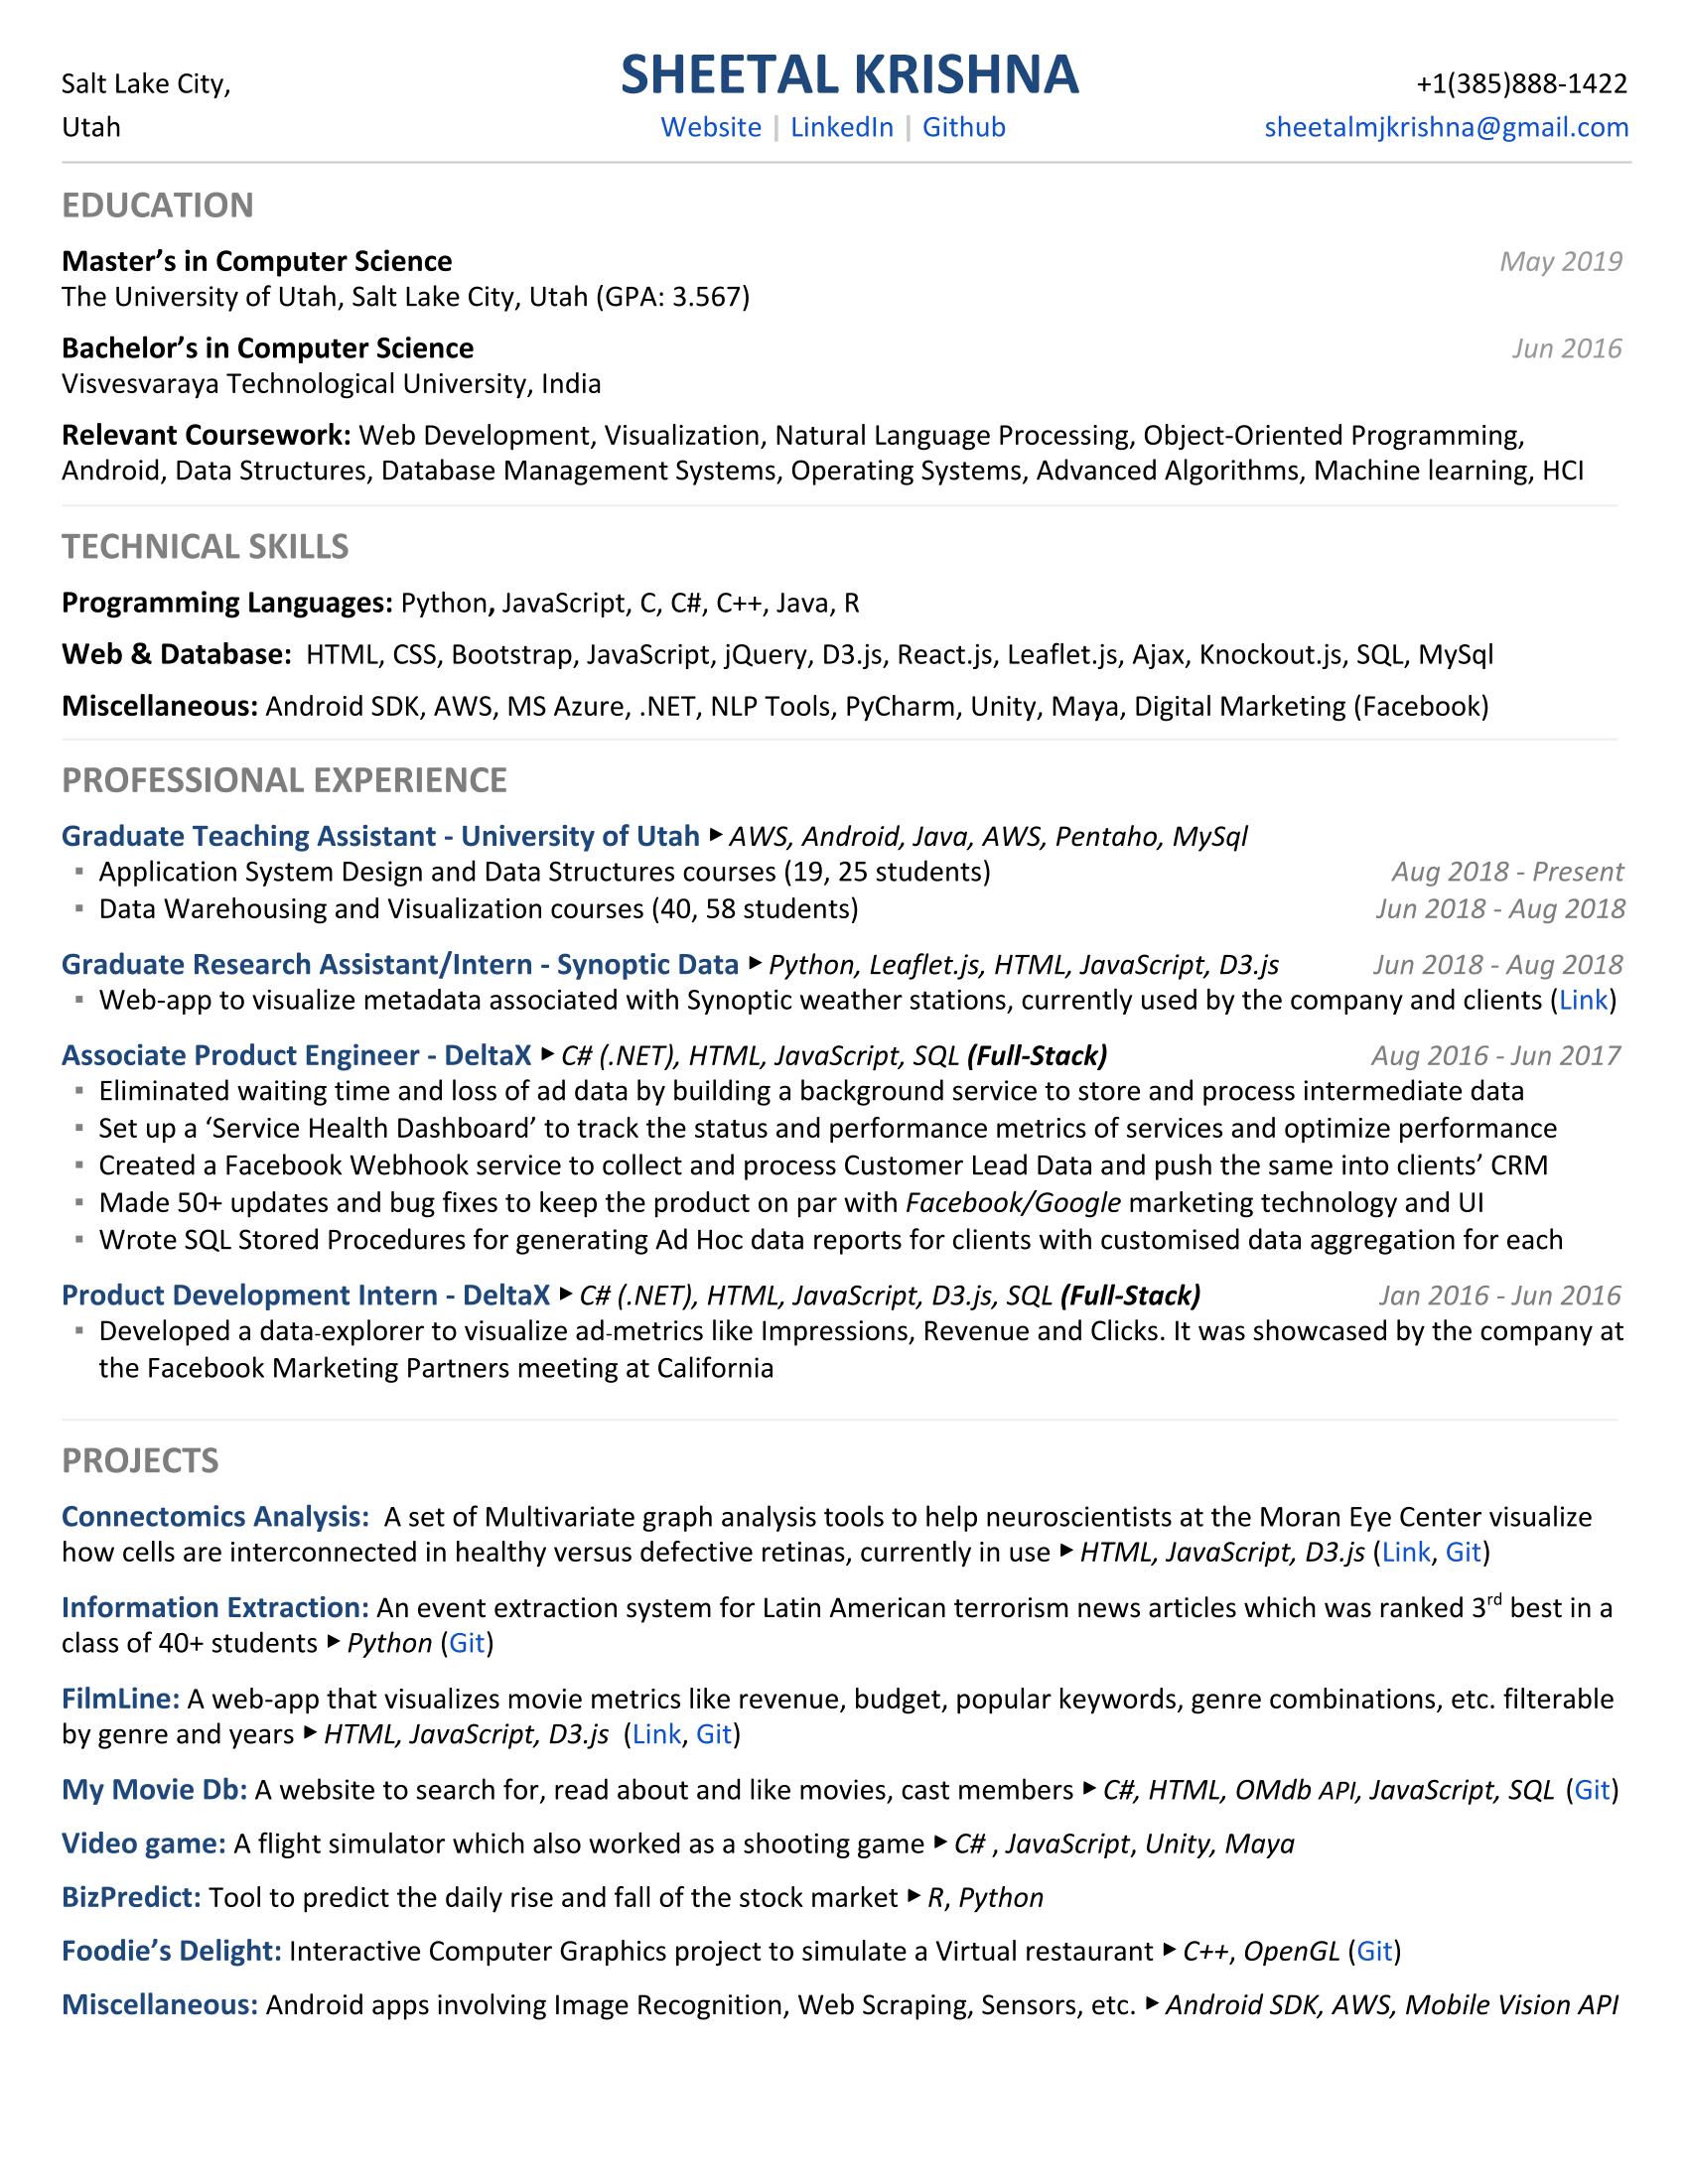 SHEETAL KRISHNA
Salt Lake City,
+1(385)888-1422
Utah
Website | LinkedIn | Github
sheetalmjkrishna@gmail.com
EDUCATION
Master’s in Computer Science May 2019
The University of Utah, Salt Lake City, Utah (GPA: 3.567)
Bachelor’s in Computer Science Jun 2016
Visvesvaraya Technological University, India
Relevant Coursework: Web Development, Visualization, Natural Language Processing, Object-Oriented Programming,
Android, Data Structures, Database Management Systems, Operating Systems, Advanced Algorithms, Machine learning, HCI
TECHNICAL SKILLS
Programming Languages: Python, JavaScript, C, C#, C++, Java, R
Web & Database: HTML, CSS, Bootstrap, JavaScript, jQuery, D3.js, React.js, Leaflet.js, Ajax, Knockout.js, SQL, MySql
Miscellaneous: Android SDK, AWS, MS Azure, .NET, NLP Tools, PyCharm, Unity, Maya, Digital Marketing (Facebook)
PROFESSIONAL EXPERIENCE
Graduate Teaching Assistant - University of Utah ▸ AWS, Android, Java, AWS, Pentaho, MySql
▪ Application System Design and Data Structures courses (19, 25 students) Aug 2018 - Present
▪ Data Warehousing and Visualization courses (40, 58 students) Jun 2018 - Aug 2018
Graduate Research Assistant/Intern - Synoptic Data ▸ Python, Leaflet.js, HTML, JavaScript, D3.js Jun 2018 - Aug 2018
▪ Web-app to visualize metadata associated with Synoptic weather stations, currently used by the company and clients (Link)
Associate Product Engineer - DeltaX ▸ C# (.NET), HTML, JavaScript, SQL (Full-Stack) Aug 2016 - Jun 2017
▪ Eliminated waiting time and loss of ad data by building a background service to store and process intermediate data
▪ Set up a ‘Service Health Dashboard’ to track the status and performance metrics of services and optimize performance
▪ Created a Facebook Webhook service to collect and process Customer Lead Data and push the same into clients’ CRM
▪ Made 50+ updates and bug fixes to keep the product on par with Facebook/Google marketing technology and UI
▪ Wrote SQL Stored Procedures for generating Ad Hoc data reports for clients with customised data aggregation for each
Product Development Intern - DeltaX ▸ C# (.NET), HTML, JavaScript, D3.js, SQL (Full-Stack) Jan 2016 - Jun 2016
▪ Developed a data-explorer to visualize ad-metrics like Impressions, Revenue and Clicks. It was showcased by the company at
the Facebook Marketing Partners meeting at California
PROJECTS
Connectomics Analysis: A set of Multivariate graph analysis tools to help neuroscientists at the Moran Eye Center visualize
how cells are interconnected in healthy versus defective retinas, currently in use ▸ HTML, JavaScript, D3.js (Link, Git)
Information Extraction: An event extraction system for Latin American terrorism news articles which was ranked 3rd best in a
class of 40+ students ▸ Python (Git)
FilmLine: A web-app that visualizes movie metrics like revenue, budget, popular keywords, genre combinations, etc. filterable
by genre and years ▸ HTML, JavaScript, D3.js (Link, Git)
My Movie Db: A website to search for, read about and like movies, cast members ▸ C#, HTML, OMdb API, JavaScript, SQL (Git)
Video game: A flight simulator which also worked as a shooting game ▸ C# , JavaScript, Unity, Maya
BizPredict: Tool to predict the daily rise and fall of the stock market ▸ R, Python
Foodie’s Delight: Interactive Computer Graphics project to simulate a Virtual restaurant ▸ C++, OpenGL (Git)
Miscellaneous: Android apps involving Image Recognition, Web Scraping, Sensors, etc. ▸ Android SDK, AWS, Mobile Vision API